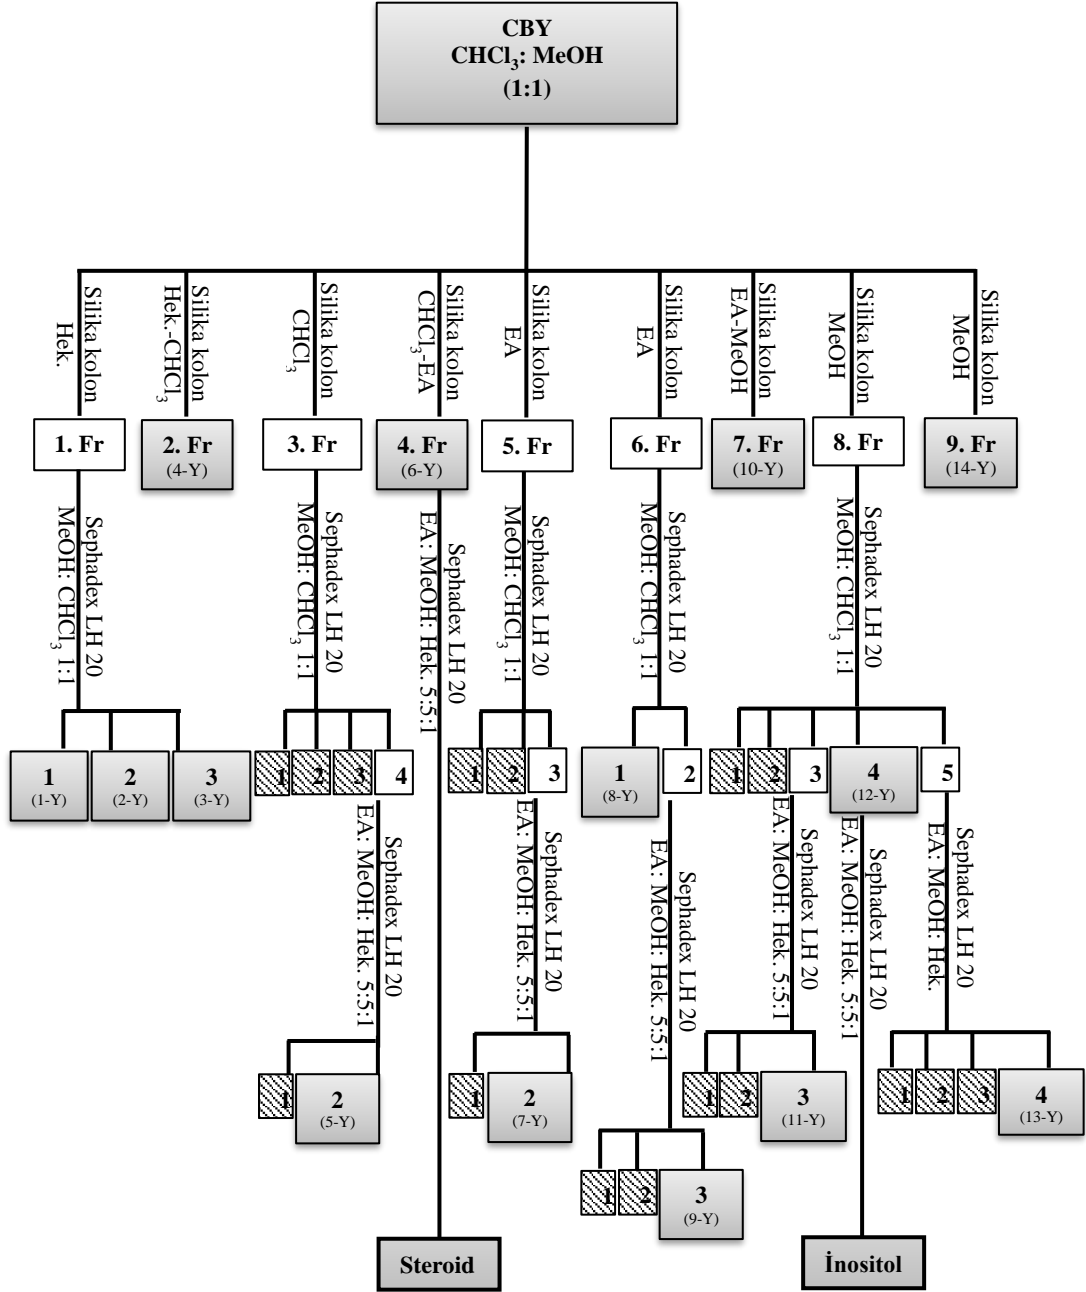 CBY
CHCl₃: MeOH
(1:1)
Silika kolon
Hek.
Silika kolon
Hek.-CHCl₃
Silika kolon
CHCl₃
Silika kolon
CHCl₃-EA
Silika kolon
EA
Silika kolon
EA
Silika kolon
EA-MeOH
Silika kolon
MeOH
Silika kolon
MeOH
1. Fr
2. Fr
(4-Y)
3. Fr
4. Fr
(6-Y)
5. Fr
6. Fr
7. Fr
(10-Y)
8. Fr
9. Fr
(14-Y)
Sephadex LH 20
MeOH: CHCl₃ 1:1
Sephadex LH 20
MeOH: CHCl₃ 1:1
Sephadex LH 20
EA: MeOH: Hek. 5:5:1
Sephadex LH 20
MeOH: CHCl₃ 1:1
Sephadex LH 20
MeOH: CHCl₃ 1:1
Sephadex LH 20
MeOH: CHCl₃ 1:1
1
(1-Y)
2
(2-Y)
3
(3-Y)
1
2
3
4
1
2
3
1
(8-Y)
2
1
2
3
4
(12-Y)
5
Sephadex LH 20
EA: MeOH: Hek. 5:5:1
Sephadex LH 20
EA: MeOH: Hek. 5:5:1
Sephadex LH 20
EA: MeOH: Hek. 5:5:1
Sephadex LH 20
EA: MeOH: Hek. 5:5:1
Sephadex LH 20
EA: MeOH: Hek. 5:5:1
Sephadex LH 20
EA: MeOH: Hek.
1
2
(5-Y)
1
2
(7-Y)
1
2
3
(9-Y)
1
2
3
(11-Y)
1
2
3
4
(13-Y)
Steroid
İnositol